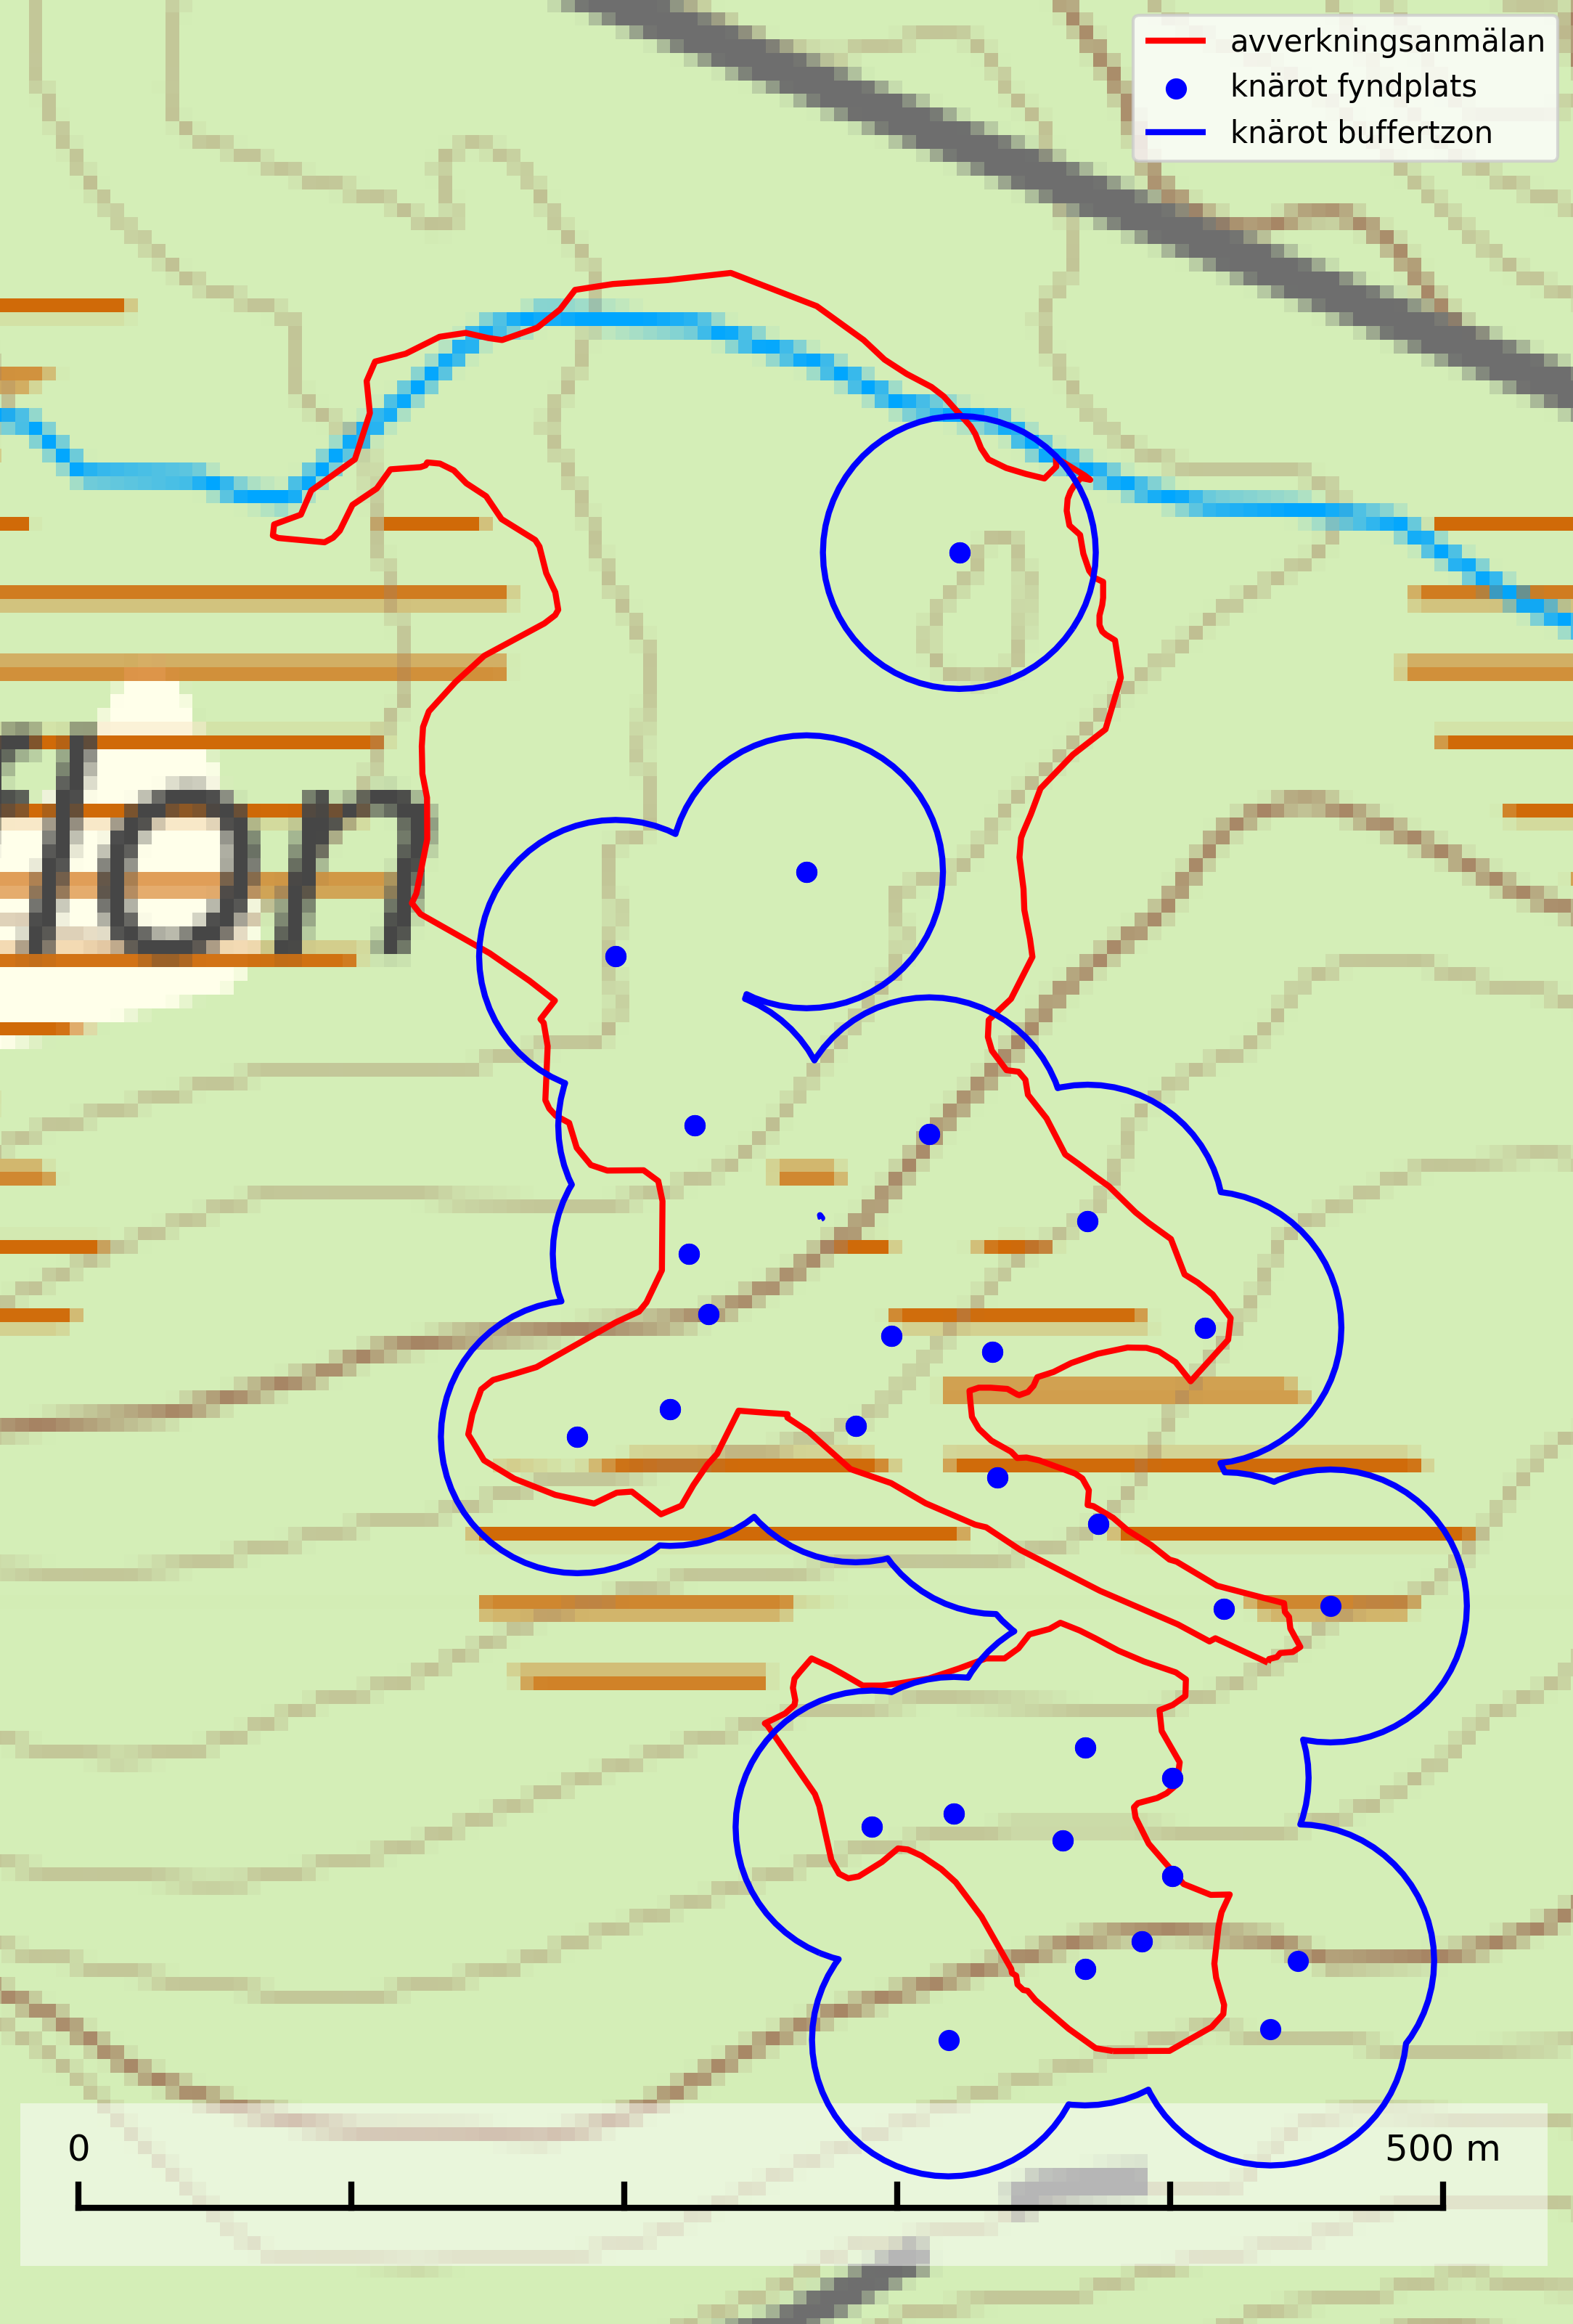 avverkningsanmälan
knärot fyndplats
knärot buffertzon
0
500 m